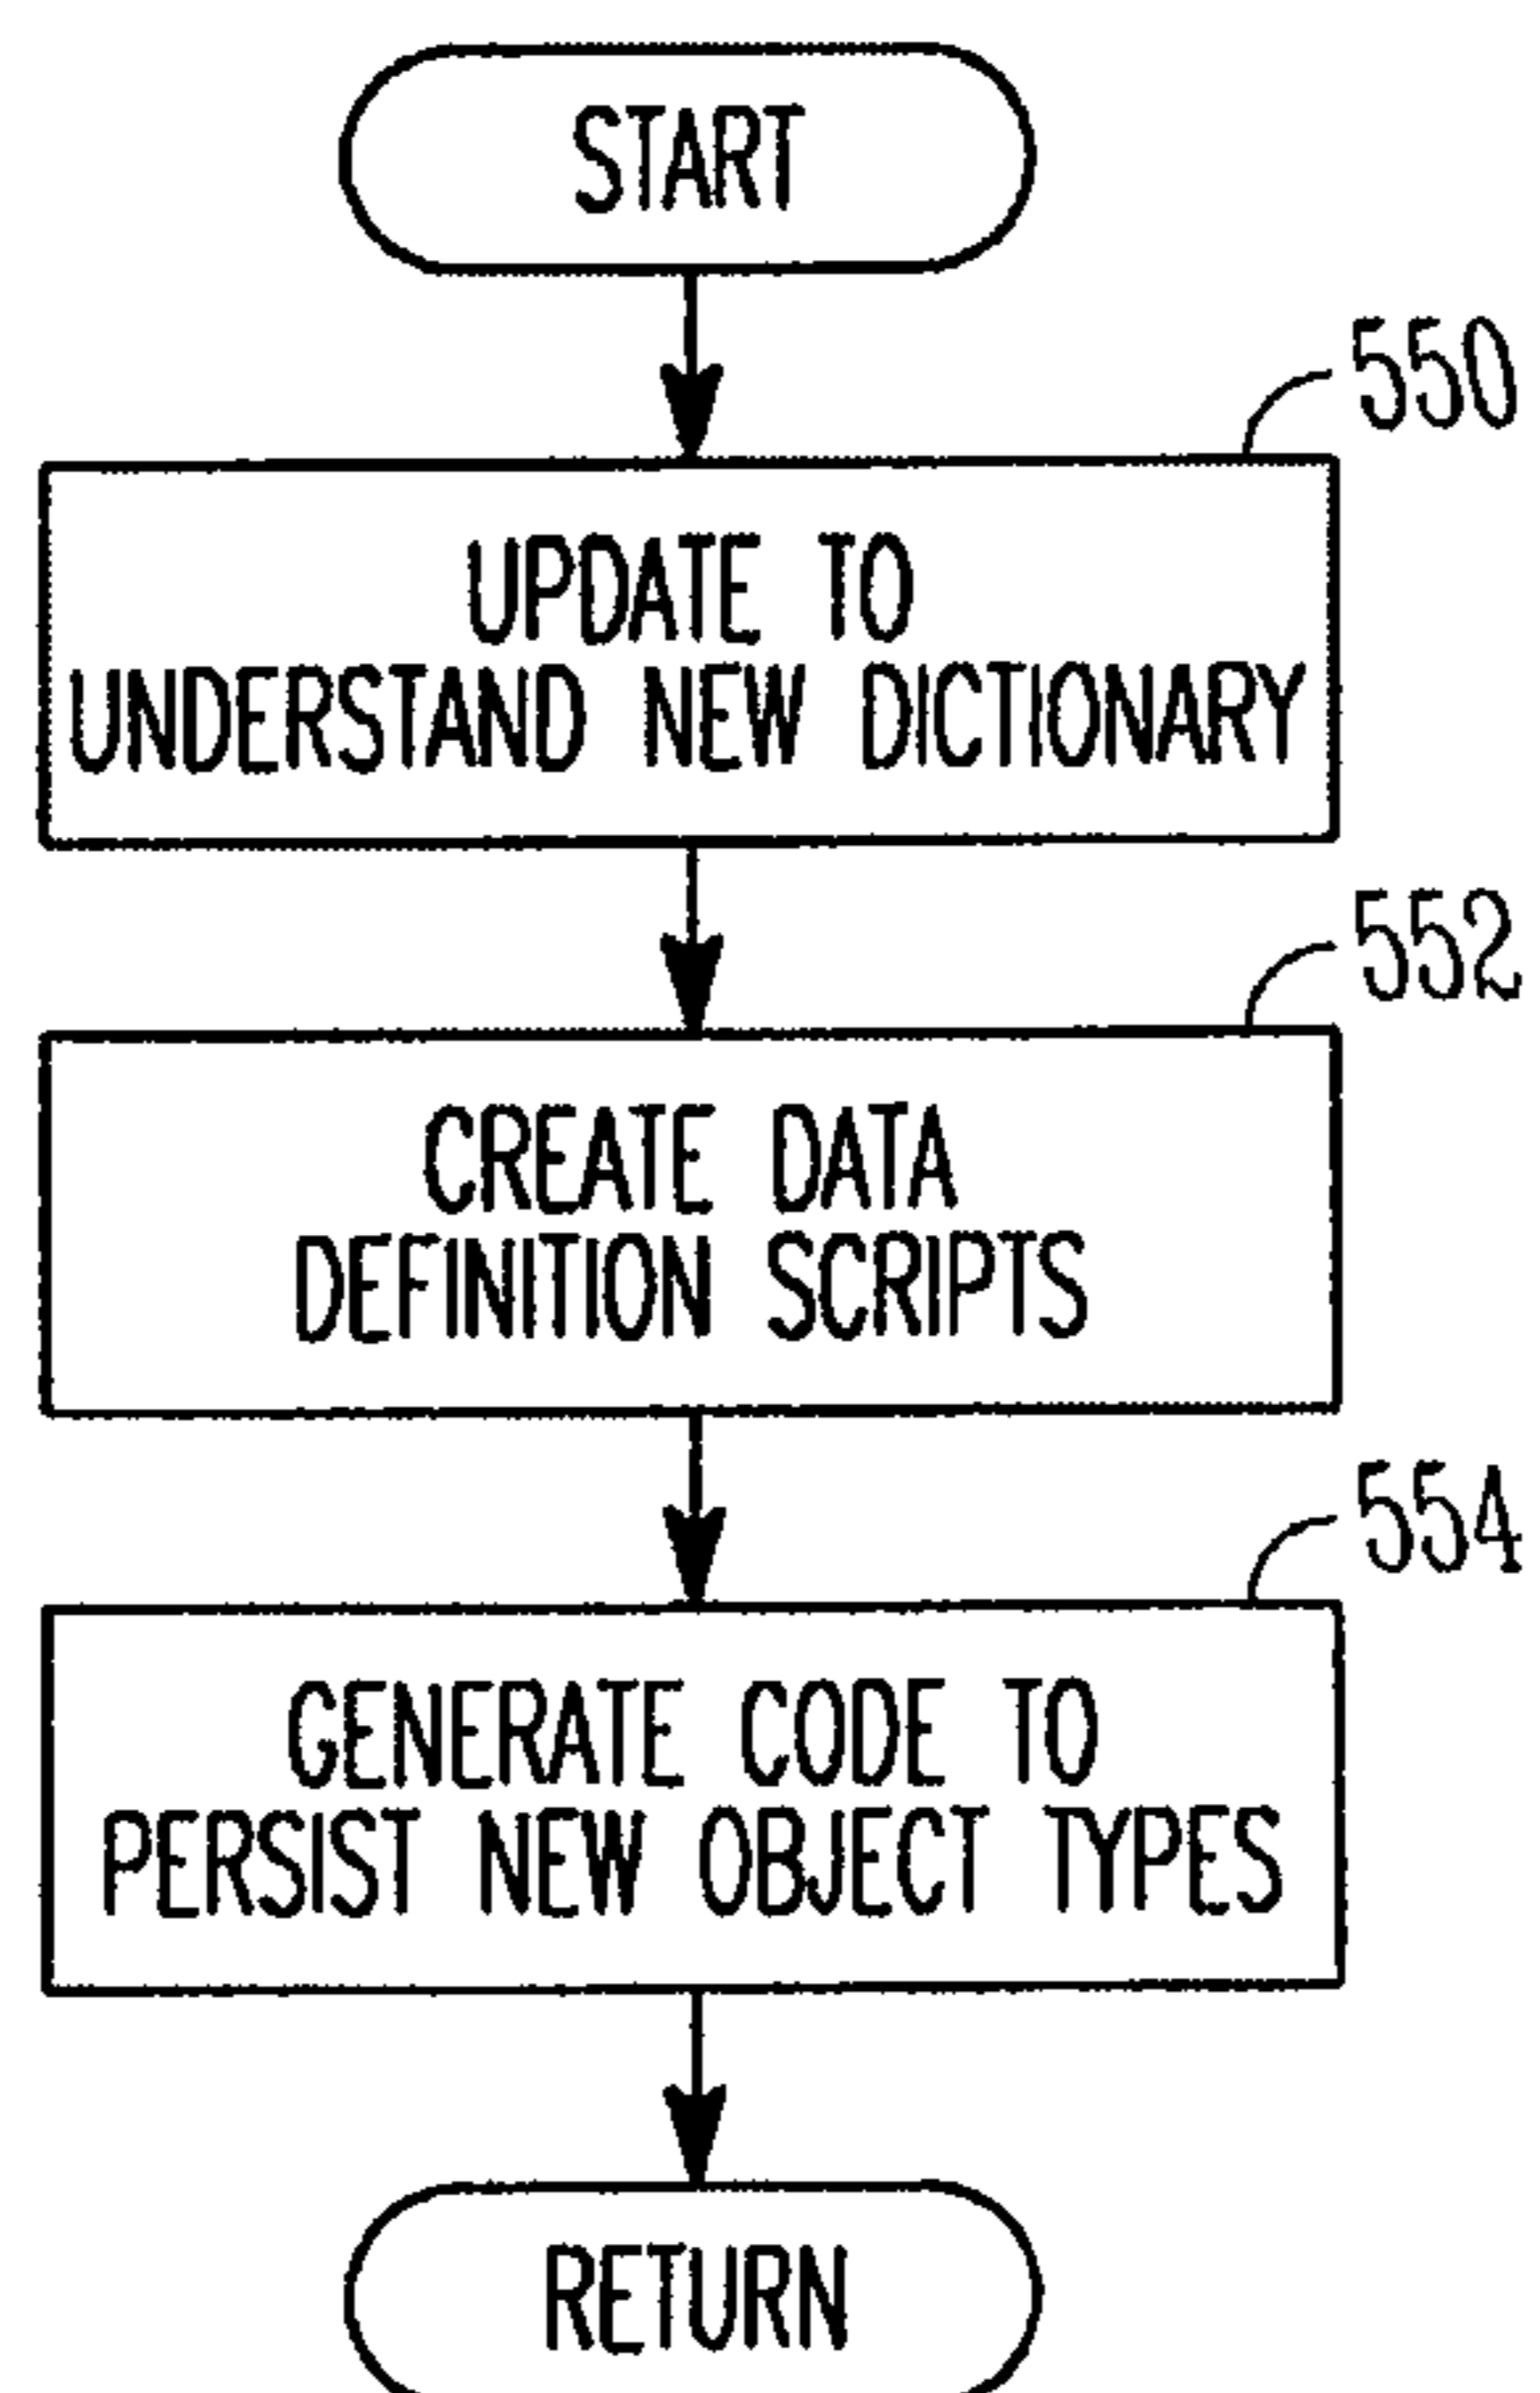 START
550
UPDATE TO
UNDERSTAND NEW DICTIONARY
552
CREATE DATA
DEFINITION SCRIPTS
554
GENERATE CODE TO
PERSIST NEW OBJECT TYPES
RETURN